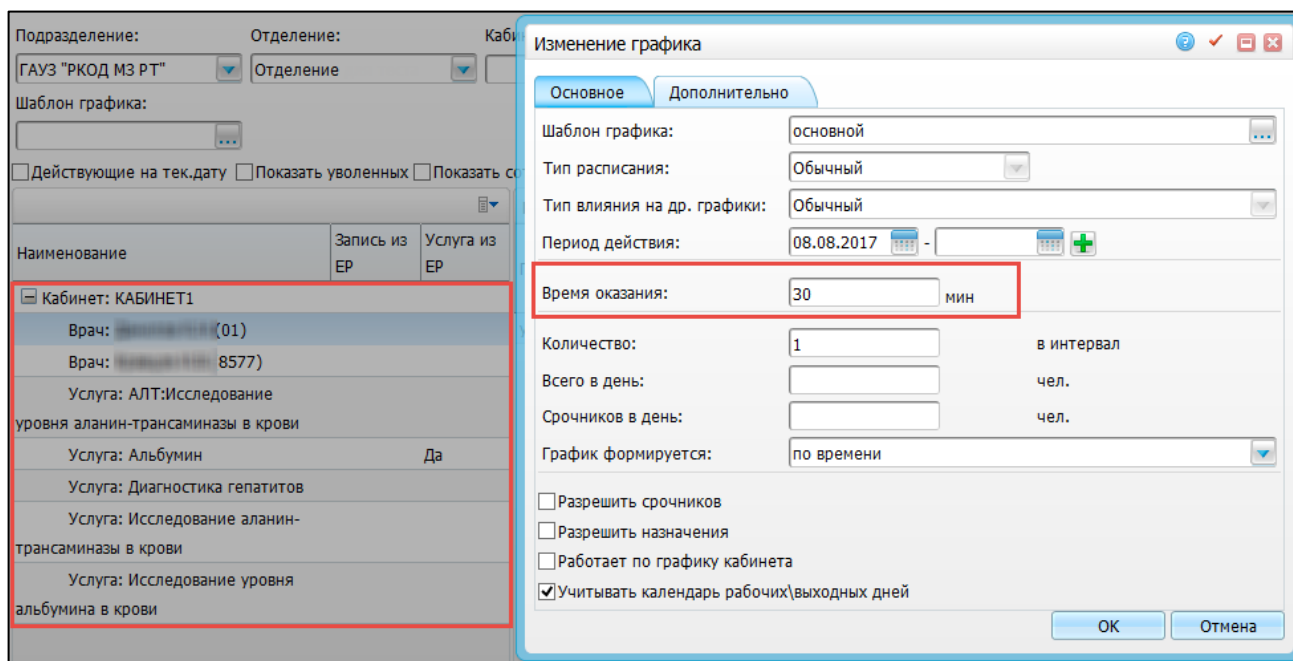 Подразделение:
Отделение:
ГАУЗ "РКОД МЗ РТ"
Отделение
Шаблон графика:
...
Действующие на тек.дату
Показать уволенных
Показать
Наименование
Запись из
ЕР
Услуга из
ЕР
Кабинет: КАБИНЕТ1
Врач: (01)
Врач: 8577)
Услуга: АЛТ:Исследование
уровня аланин-трансаминазы в крови
Услуга: Альбумин
Да
Услуга: Диагностика гепатитов
Услуга: Исследование аланин-
трансаминазы в крови
Услуга: Исследование уровня
альбумина в крови
Изменение графика
Основное
Дополнительно
Шаблон графика:
основной
...
Тип расписания:
Обычный
Тип влияния на др. графики:
Обычный
Период действия:
08.08.2017
-
Время оказания:
30
мин
Количество:
1
в интервал
Всего в день:
чел.
Срочников в день:
чел.
График формируется:
по времени
Разрешить срочников
Разрешить назначения
Работает по графику кабинета
Учитывать календарь рабочих\выходных дней
ОК
Отмена